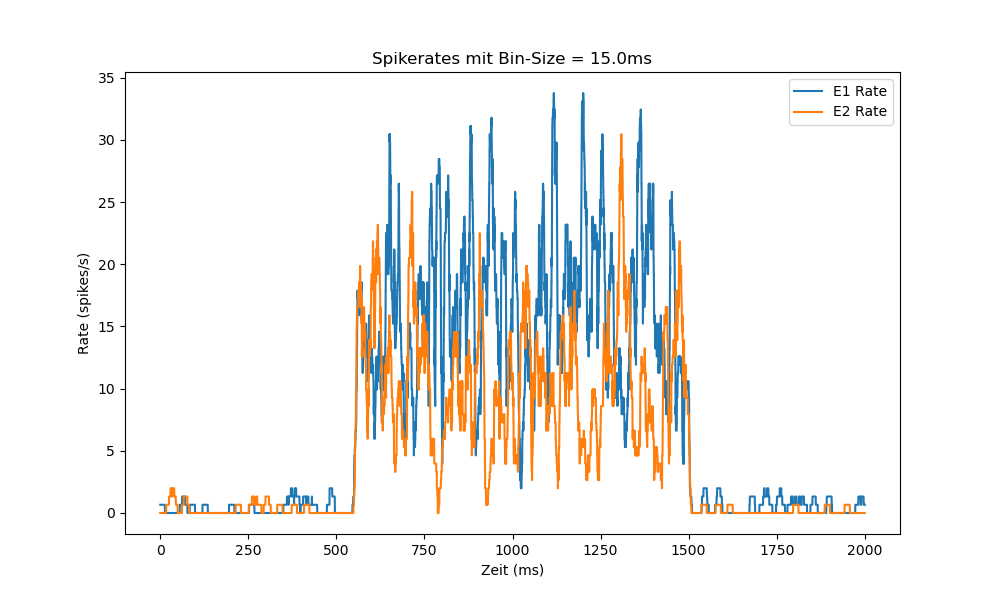 Spikerates mit Bin-Size = 15.0ms
E1 Rate
E2 Rate
35
30
25
20
15
10
5
0
Rate (spikes/s)
0 250 500 750 1000 1250 1500 1750 2000
Zeit (ms)